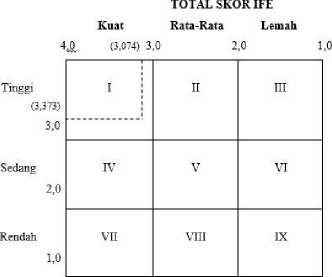 TOTAL SKOR IFE
Kuat Rata-Rata Lemah
4,0 (3,074) 3,0 2,0 1,0
Tinggi I II III
(3,373)
3,0
Sedang IV V VI
2,0
Rendah VII VIII IX
1,0